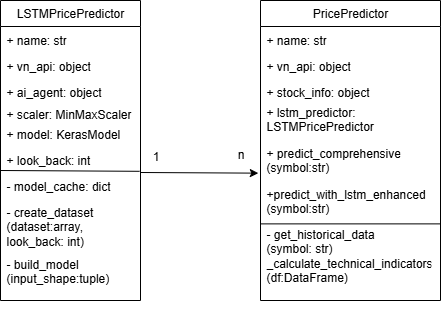 LSTMPricePredictor
+ name: str
+ vn_api: object
+ ai_agent: object
+ scaler: MinMaxScaler
+ model: KerasModel
+ look_back: int
- model_cache: dict
- create_dataset
(dataset:array,
look_back: int)
- build_model
(input_shape:tuple)
1
n
PricePredictor
+ name: str
+ vn_api: object
+ stock_info: object
+ lstm_predictor:
LSTMPricePredictor
+ predict_comprehensive
(symbol:str)
+predict_with_lstm_enhanced
(symbol:str)
- get_historical_data
(symbol: str)
_calculate_technical_indicators
(df:DataFrame)